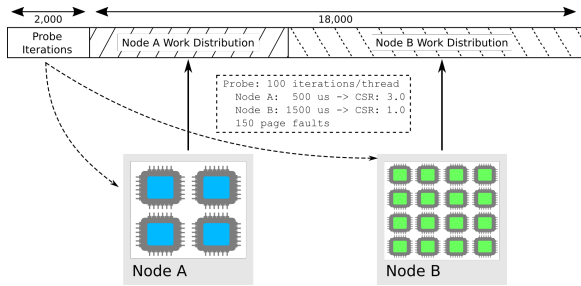 2,000
18,000
Probe
Iterations
Node A Work Distribution
Node B Work Distribution
Probe: 100 iterations/thread
Node A: 500 us -> CSR: 3.0
Node B: 1500 us -> CSR: 1.0
150 page faults
Node A
Node B